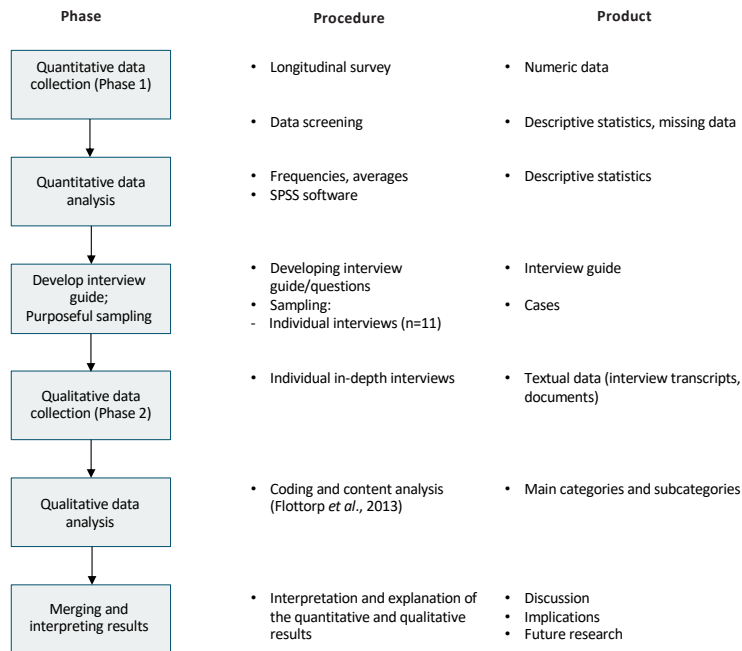 Phase
Procedure
Product
Quantitative data
collection (Phase 1)
• Longitudinal survey
• Numeric data
• Data screening
• Descriptive statistics, missing data
Quantitative data
analysis
• Frequencies, averages
• SPSS software
• Descriptive statistics
Develop interview
guide;
Purposeful sampling
• Developing interview
guide/questions
• Sampling:
- Individual interviews (n=11)
• Interview guide
• Cases
Qualitative data
collection (Phase 2)
• Individual in-depth interviews
• Textual data (interview transcripts,
documents)
Qualitative data
analysis
• Coding and content analysis
(Flottorp et al., 2013)
• Main categories and subcategories
Merging and
interpreting results
• Interpretation and explanation of
the quantitative and qualitative
results
• Discussion
• Implications
• Future research